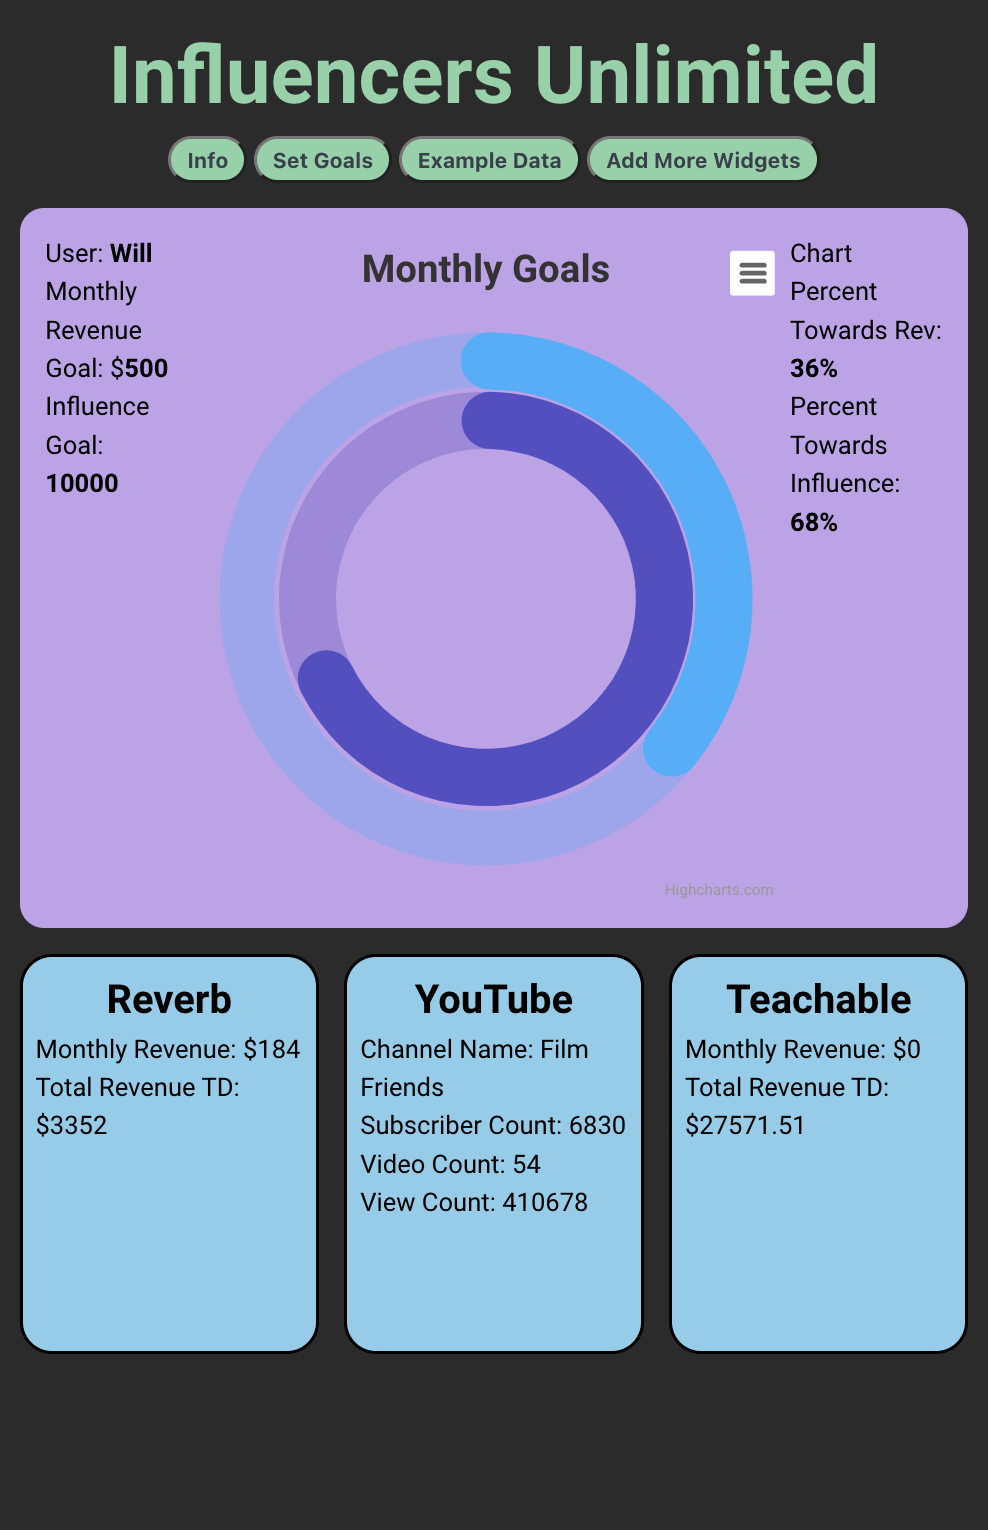 Influencers Unlimited
Info
Set Goals
Example Data
Add More Widgets
User: Will
Monthly
Revenue
Goal: $500
Influence
Goal:
10000
Monthly Goals
Chart
Percent
Towards Rev:
36%
Percent
Towards
Influence:
68%
Highcharts.com
Reverb
Monthly Revenue: $184
Total Revenue TD:
$3352
YouTube
Channel Name: Film
Friends
Subscriber Count: 6830
Video Count: 54
View Count: 410678
Teachable
Monthly Revenue: $0
Total Revenue TD:
$27571.51